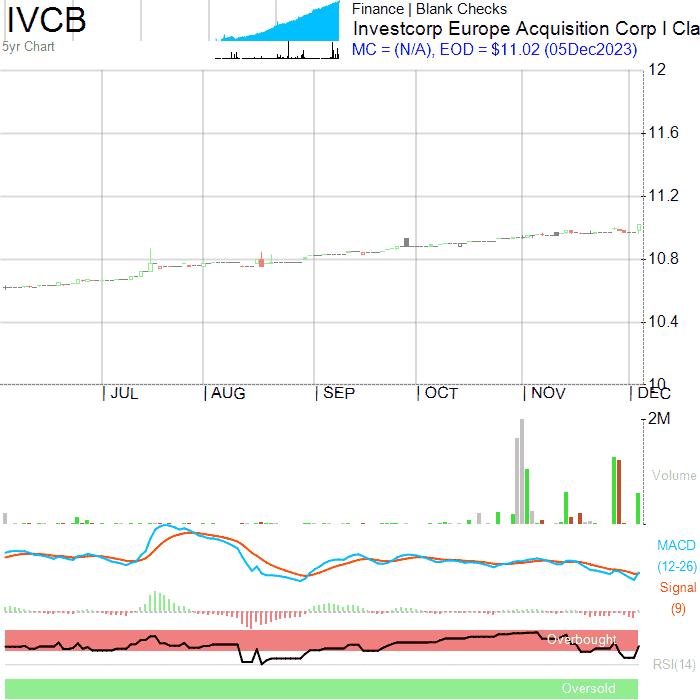 IVCB
5yr Chart
Finance | Blank Checks
Investcorp Europe Acquisition Corp I Cla
MC = (N/A), EOD = $11.02 (05Dec2023)
12
11.6
11.2
10.8
10.4
10
| JUL | AUG | SEP | OCT | NOV | DEC
2M
Volume
MACD
(12-26)
Signal
(9)
Overbought
RSI(14)
Oversold